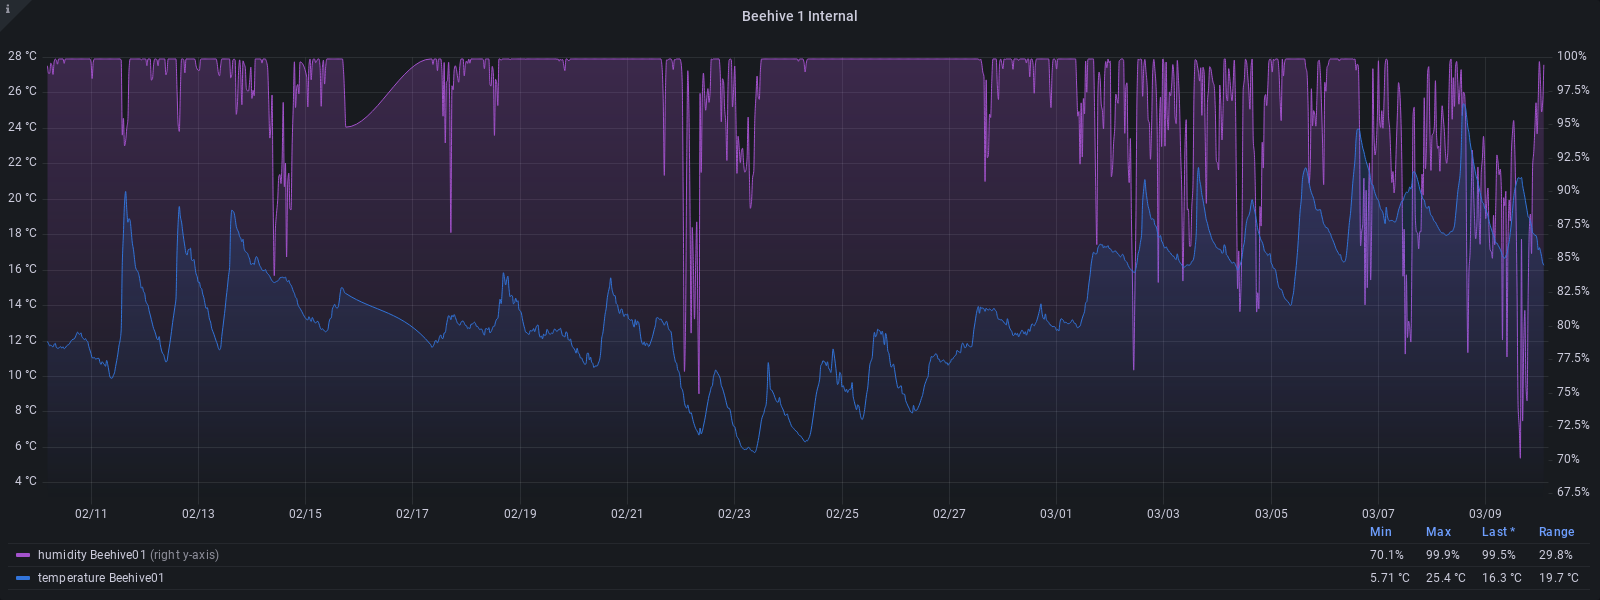 i
Beehive 1 Internal
28 °C 100%
26 °C 97.5%
24 °C 95%
22 °C 92.5%
20 °C 90%
18 °C 87.5%
16 °C 85%
14 °C 82.5%
12 °C 80%
10 °C 77.5%
8 °C 75%
6 °C 72.5%
4 °C 70%
67.5%
02/11 02/13 02/15 02/17 02/19 02/21 02/23 02/25 02/27 03/01 03/03 03/05 03/07 03/09
Min Max Last * Range
humidity Beehive01 (right y-axis) 70.1% 99.9% 99.5% 29.8%
temperature Beehive01 5.71 °C 25.4 °C 16.3 °C 19.7 °C